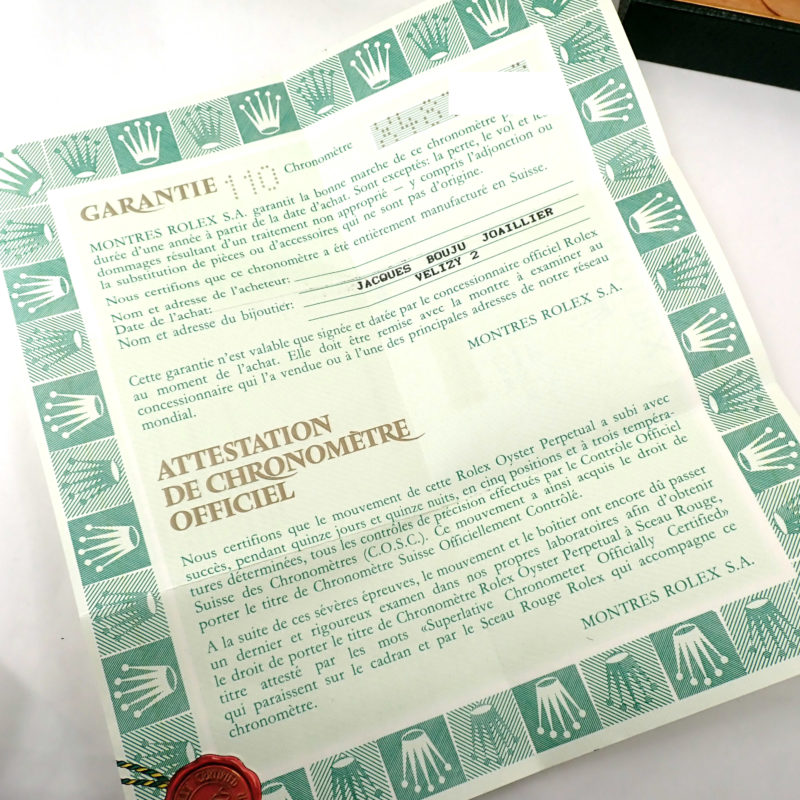 GARANTIE 110 Chronomètre
MONTRES ROLEX S.A. garantit la bonne marche de ce chronomètre
durée d'une année à partir de la date d'achat. Sont exceptés: la perte, le vol et les
dommages résultant d'un traitement non approprié – y compris l'adjonction ou
la substitution de pièces ou d'accessoires qui ne sont pas d'origine.
Nous certifions que ce chronomètre a été entièrement manufacturé en Suisse.
Nom et adresse de l'acheteur:
Date de l'achat:
Nom et adresse du bijoutier:
JACQUES BOUJU JOAILLIER
VELIZY 2
Cette garantie n'est valable que signée et datée par le concessionnaire officiel Rolex
au moment de l'achat. Elle doit être remise avec la montre à examiner au
concessionnaire qui l'a vendue ou à l'une des principales adresses de notre réseau
mondial.
MONTRES ROLEX S.A.
ATTESTATION
DE CHRONOMÈTRE
OFFICIEL
Nous certifions que le mouvement de cette Rolex Oyster Perpetual a subi avec
succès, pendant quinze jours et quinze nuits, en cinq positions et à trois tempéra-
tures déterminées, tous les contrôles de précision effectués par le Contrôle Officiel
Suisse des Chronomètres (C.O.S.C.). Ce mouvement a ainsi acquis le droit de
porter le titre de Chronomètre Suisse Officiellement Contrôlé.
A la suite de ces sévères épreuves, le mouvement et le boîtier ont encore dû passer
un dernier et rigoureux examen dans nos propres laboratoires afin d'obtenir
le droit de porter le titre de Chronomètre Rolex Oyster Perpetual à Sceau Rouge,
titre attesté par les mots «Superlative Chronometer Officially Certified»
qui paraissent sur le cadran et par le Sceau Rouge Rolex qui accompagne ce
chronomètre.
MONTRES ROLEX S.A.
CERTIFIED